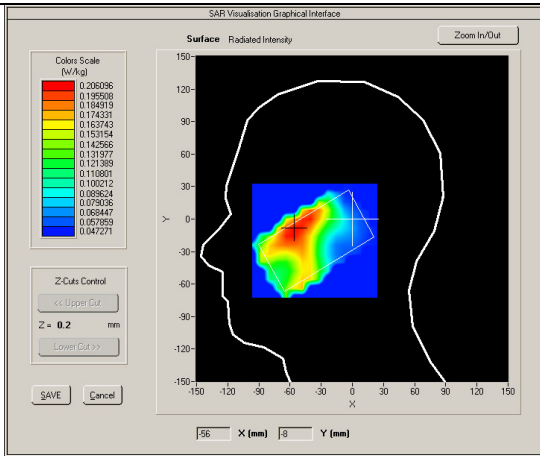 SAR Visualisation Graphical Interface
Surface Radiated Intensity
Zoom In/Out
Colors Scale
(W/kg)
0.206096
0.195508
0.184919
0.174331
0.163743
0.153154
0.142566
0.131977
0.121389
0.110801
0.100212
0.089624
0.079036
0.068447
0.057859
0.047271
Z-Cuts Control
<< Upper Cut
Z = 0.2 mm
Lower Cut >>
SAVE Cancel
150
120
90
60
30
0
-30
-60
-90
-120
-150
Y
-150 -120 -90 -60 -30 0 30 60 90 120 150
X
-56 X (mm) -8 Y (mm)